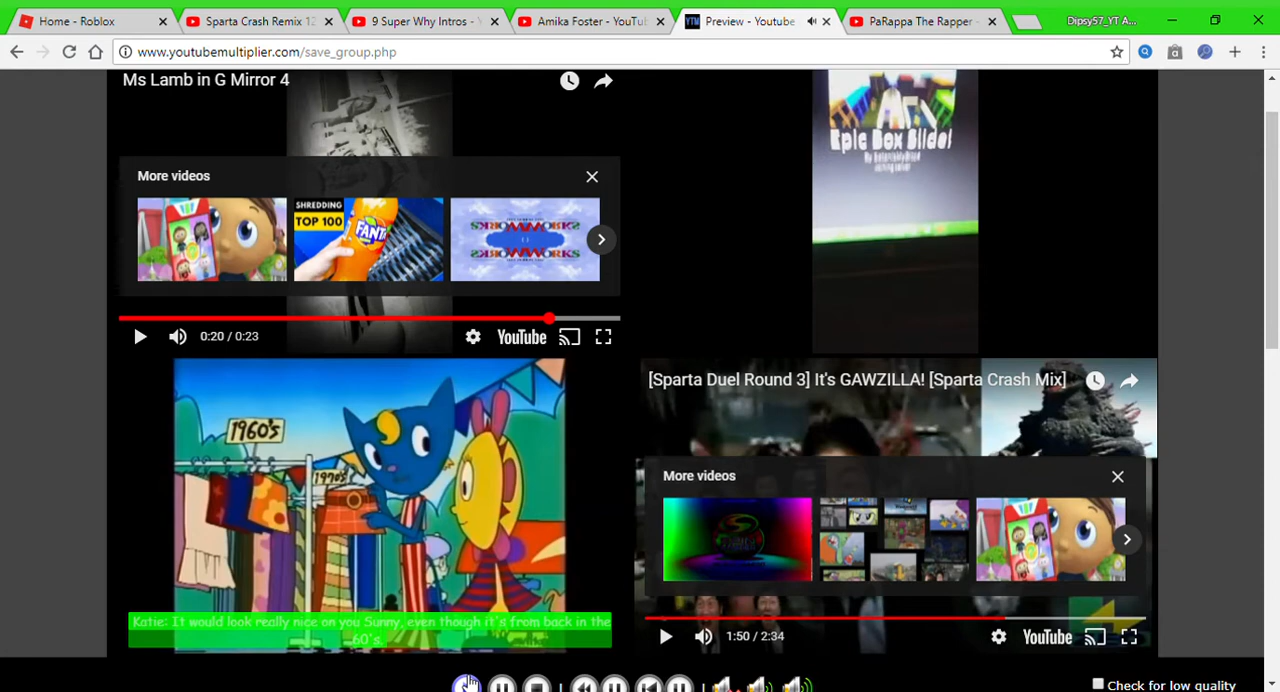 Home - Roblox
Sparta Crash Remix 12
9 Super Why Intros -
Amika Foster - YouTu
Preview - Youtube
PaRappa The Rapper -
Dipsy57_YT A...
www.youtubemultiplier.com/save_group.php
Ms Lamb in G Mirror 4
Epic Box Slide!
More videos
SHREDDING
TOP 100
FANTA
0:20 / 0:23
YouTube
[Sparta Duel Round 3] It's GAWZILLA! [Sparta Crash Mix]
1960's
1970's
More videos
Katie: It would look really nice on you Sunny, even though it's from back in the
60's.
1:50 / 2:34
YouTube
Check for low quality